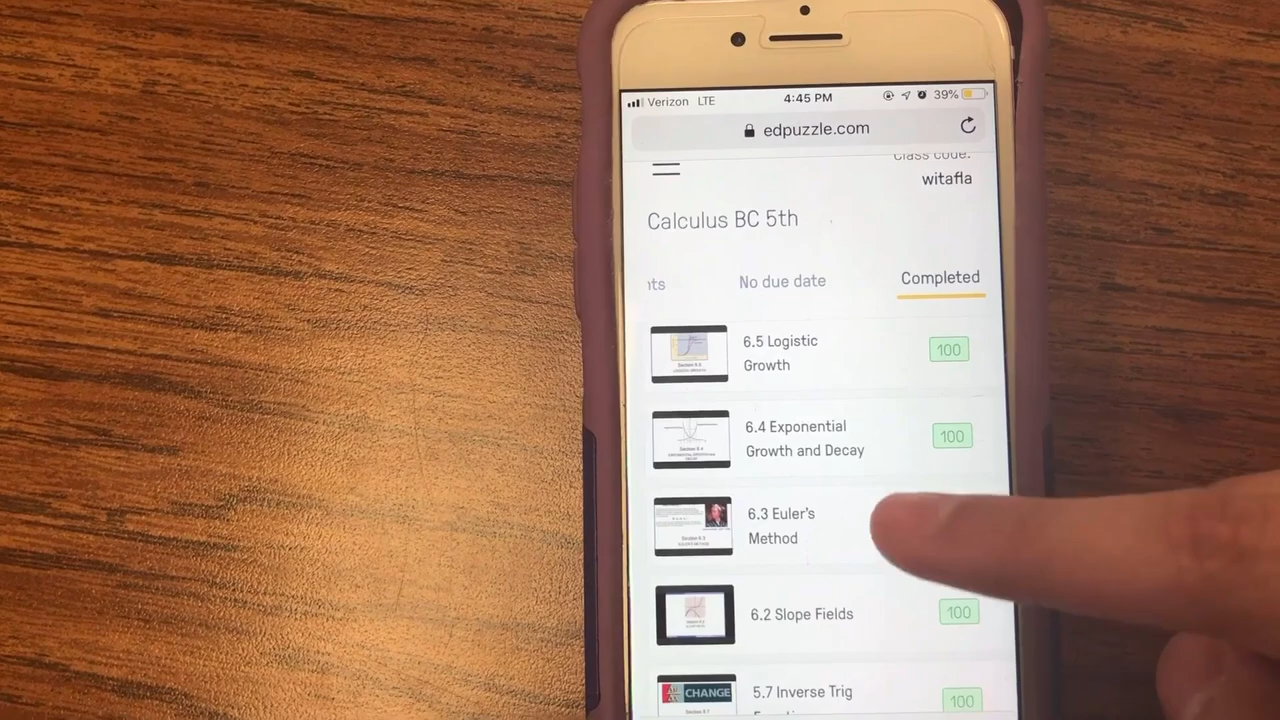 Verizon LTE 4:45 PM 39%
edpuzzle.com
Class code:
witafla
Calculus BC 5th
nts No due date Completed
6.5 Logistic
Growth
100
6.4 Exponential
Growth and Decay
100
6.3 Euler's
Method
6.2 Slope Fields
100
CHANGE
5.7 Inverse Trig
100